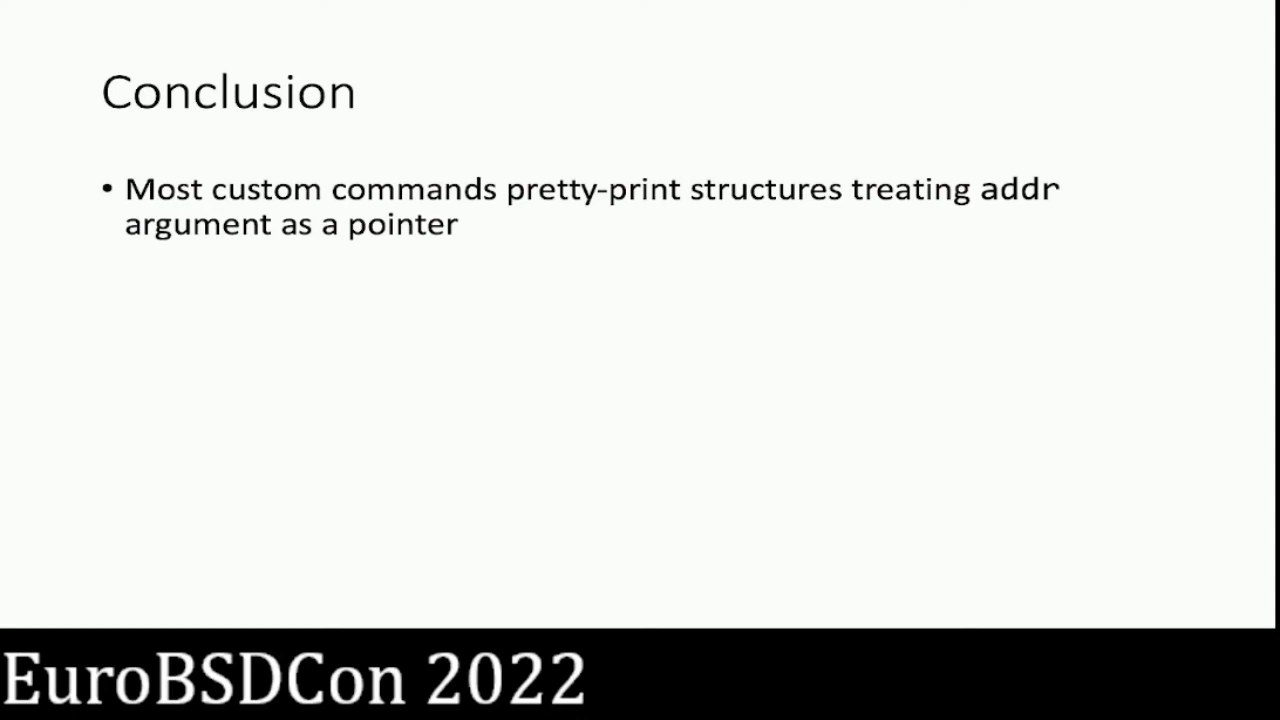 Conclusion
• Most custom commands pretty-print structures treating addr
argument as a pointer
EuroBSDCon 2022